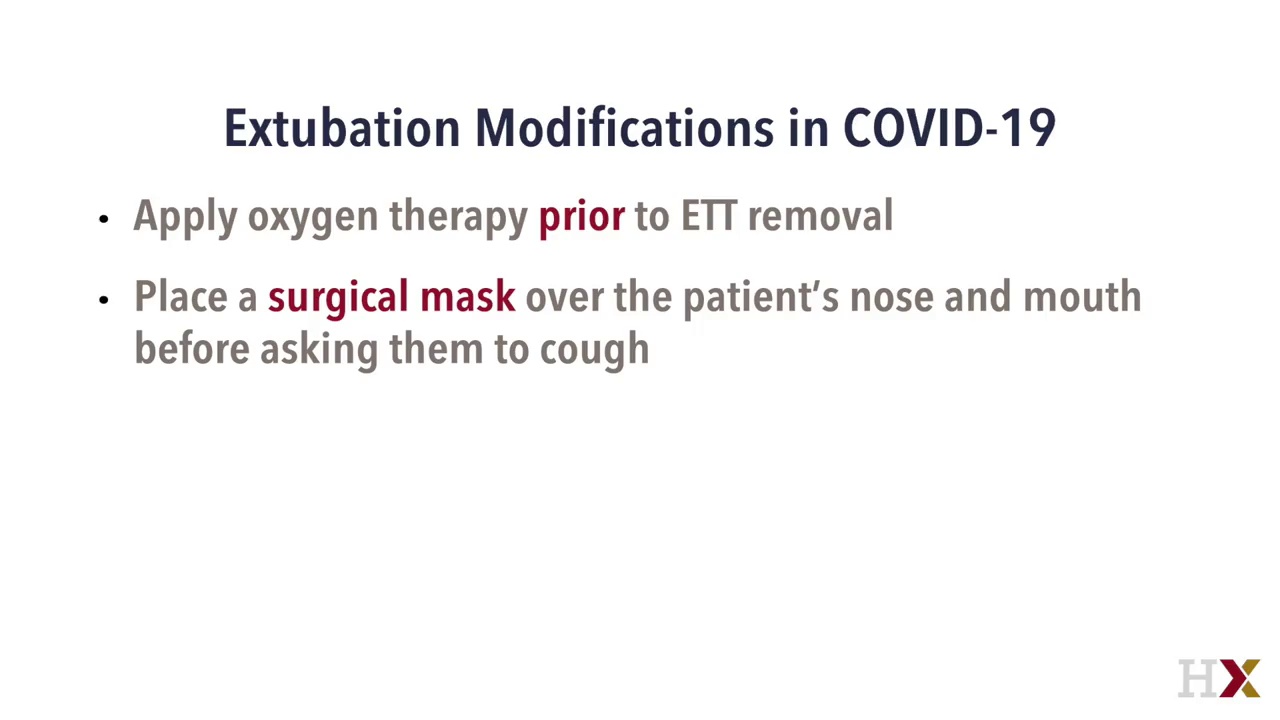 Extubation Modifications in COVID-19
• Apply oxygen therapy prior to ETT removal
• Place a surgical mask over the patient’s nose and mouth
before asking them to cough
HX